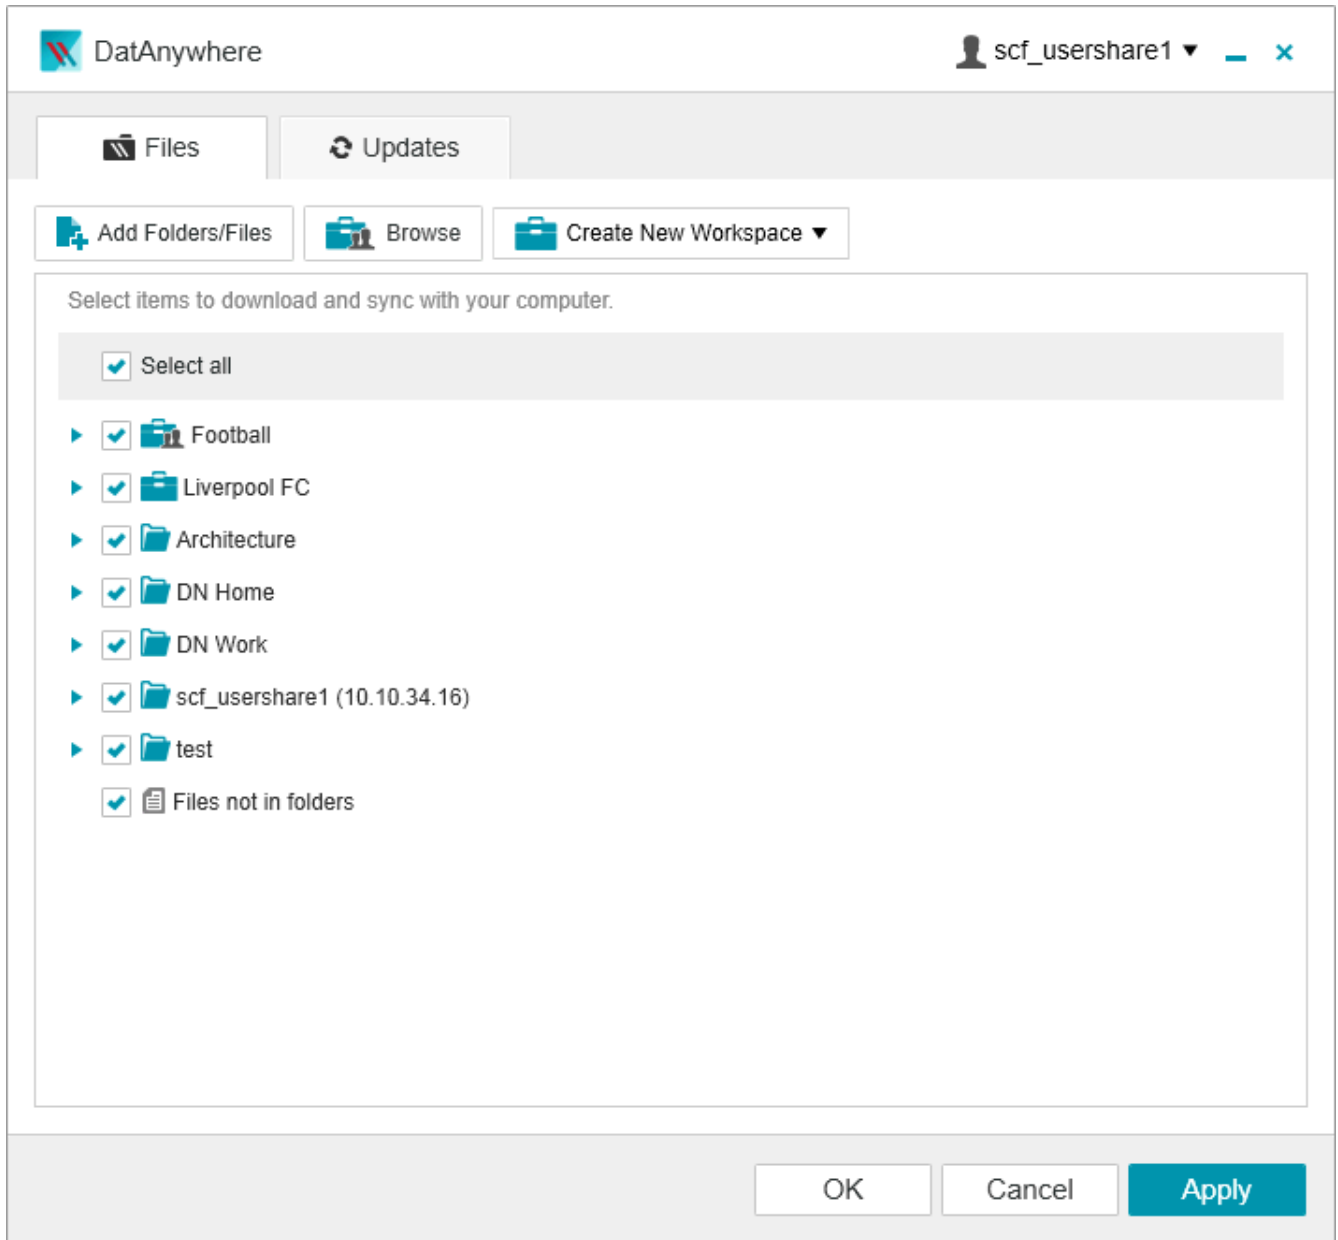 DatAnywhere
scf_usershare1
Files
Updates
Add Folders/Files
Browse
Create New Workspace
Select items to download and sync with your computer.
Select all
Football
Liverpool FC
Architecture
DN Home
DN Work
scf_usershare1 (10.10.34.16)
test
Files not in folders
OK
Cancel
Apply